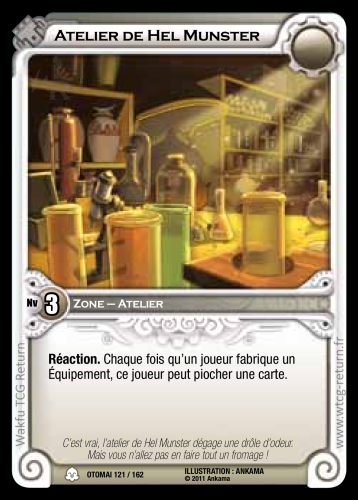 Atelier de Hel Munster
Nv 3 Zone – Atelier
Réaction. Chaque fois qu'un joueur fabrique un
Équipement, ce joueur peut piocher une carte.
C'est vrai, l'atelier de Hel Munster dégage une drôle d'odeur.
Mais vous n'allez pas en faire tout un fromage !
OTOMAI 121 / 162
ILLUSTRATION : ANKAMA
© 2011 Ankama
Wakfu TCG Return
www.wtcg-return.fr